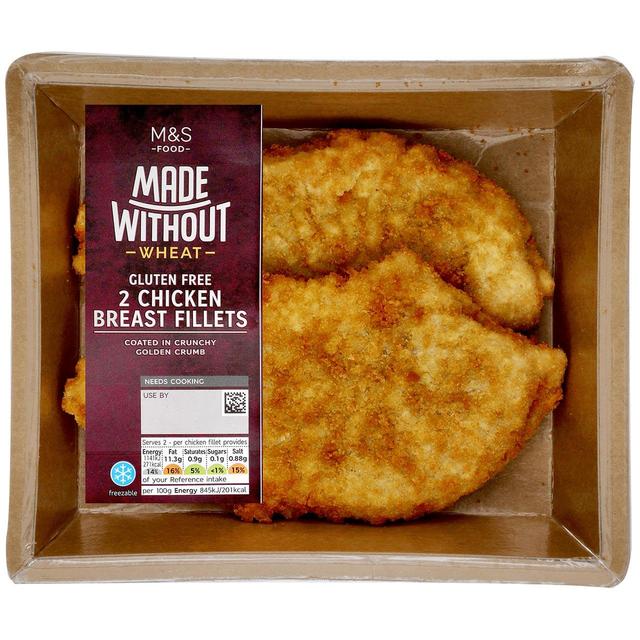 M&S
-FOOD-
MADE
WITHOUT
-WHEAT-
GLUTEN FREE
2 CHICKEN
BREAST FILLETS
COATED IN CRUNCHY
GOLDEN CRUMB
NEEDS COOKING
USE BY
Serves 2 - per chicken fillet provides
Energy Fat Saturates Sugars Salt
1141kJ 11.3g 0.9g 0.1g 0.88g
271kcal
14% 16% 5% <1% 15%
of your Reference intake
per 100g Energy 845kJ/201kcal
freezable